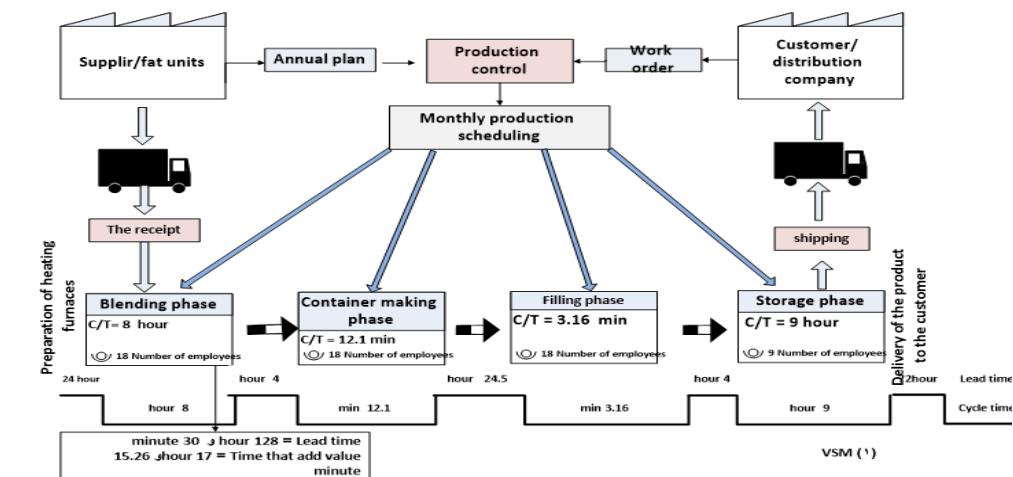 Supplir/fat units
Annual plan
Production
control
Work
order
Customer/
distribution
company
Monthly production
scheduling
The receipt
shipping
Preparation of heating
furnaces
Blending phase
C/T= 8 hour
18 Number of employees
Container making
phase
C/T = 12.1 min
18 Number of employees
Filling phase
C/T = 3.16 min
18 Number of employees
Storage phase
C/T = 9 hour
9 Number of employees
Delivery of the product
to the customer
24 hour
hour 4
hour 24.5
hour 4
2hour
Lead time
hour 8
min 12.1
min 3.16
hour 9
Cycle time
minute 30 و hour 128 = Lead time
15.26 وhour 17 = Time that add value
minute
VSM (١)